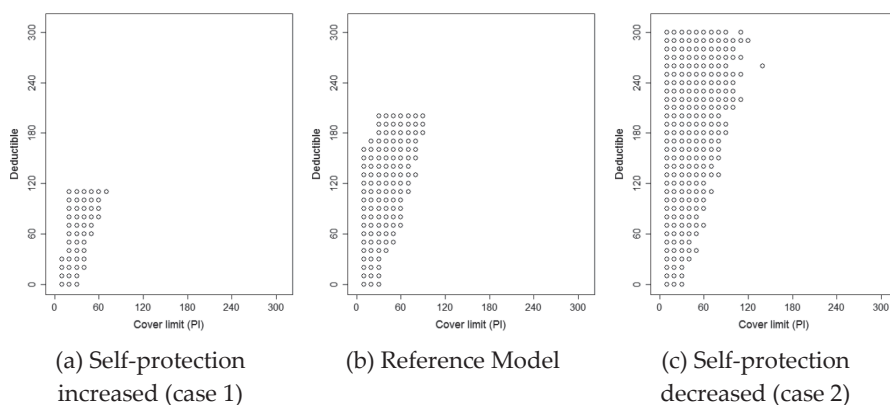 300
240
180
120
60
0
Deductible
0 60 120 180 240 300
Cover limit (PI)
(a) Self-protection
increased (case 1)
300
240
180
120
60
0
Deductible
0 60 120 180 240 300
Cover limit (PI)
(b) Reference Model
300
240
180
120
60
0
Deductible
0 60 120 180 240 300
Cover limit (PI)
(c) Self-protection
decreased (case 2)